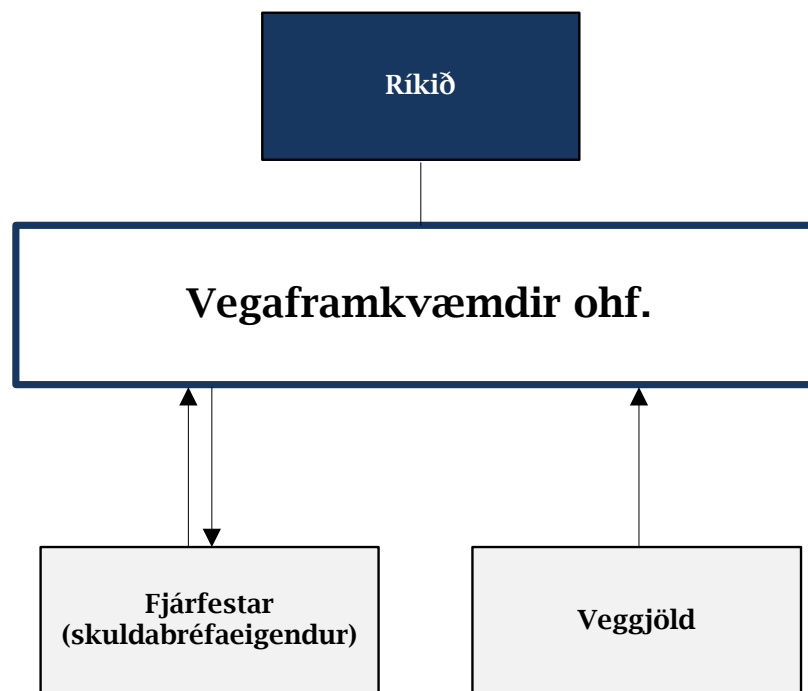 Ríkið
Vegaframkvæmdir ohf.
Fjárfestar
(skuldabréfaeigendur)
Veggjöld